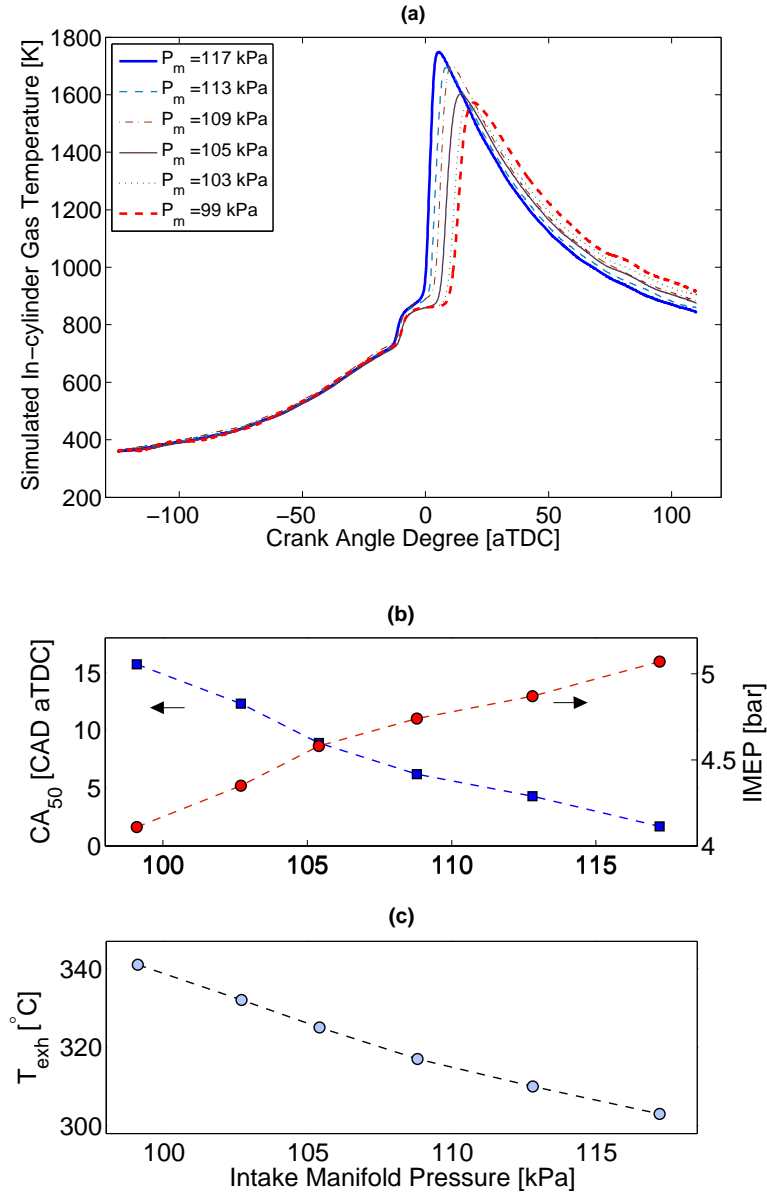 (a)
Simulated In−cylinder Gas Temperature [K]
1800
1600
1400
1200
1000
800
600
400
200
P_m =117 kPa
P_m =113 kPa
P_m =109 kPa
P_m =105 kPa
P_m =103 kPa
P_m =99 kPa
−100 −50 0 50 100
Crank Angle Degree [aTDC]
(b)
CA_50 [CAD aTDC]
15
10
5
0
IMEP [bar]
5
4.5
4
100 105 110 115
(c)
T_exh [°C]
340
320
300
100 105 110 115
Intake Manifold Pressure [kPa]